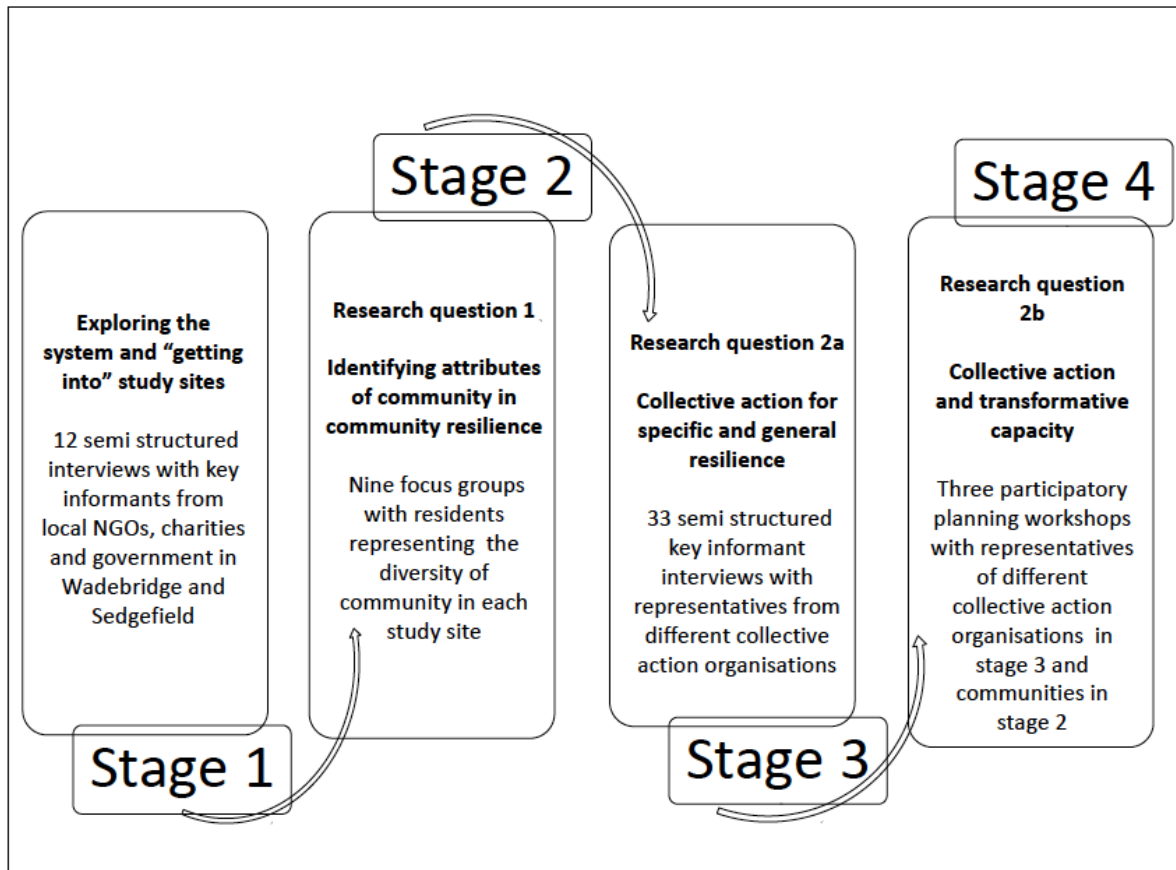 Stage 1
Exploring the
system and “getting
into” study sites
12 semi structured
interviews with key
informants from
local NGOs, charities
and government in
Wadebridge and
Sedgefield
Stage 2
Research question 1
Identifying attributes
of community in
community resilience
Nine focus groups
with residents
representing the
diversity of
community in each
study site
Stage 3
Research question 2a
Collective action for
specific and general
resilience
33 semi structured
key informant
interviews with
representatives from
different collective
action organisations
Stage 4
Research question
2b
Collective action
and transformative
capacity
Three participatory
planning workshops
with representatives
of different
collective action
organisations in
stage 3 and
communities in
stage 2